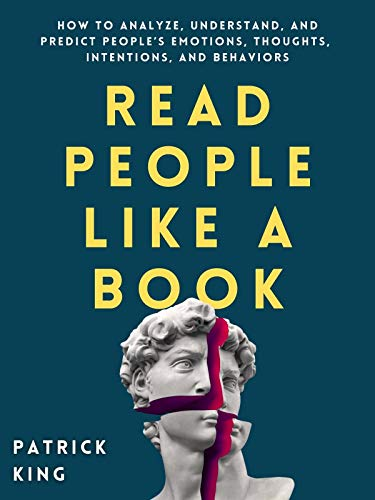 HOW TO ANALYZE, UNDERSTAND, AND
PREDICT PEOPLE'S EMOTIONS, THOUGHTS,
INTENTIONS, AND BEHAVIORS
READ
PEOPLE
LIKE A
BOOK
PATRICK
KING